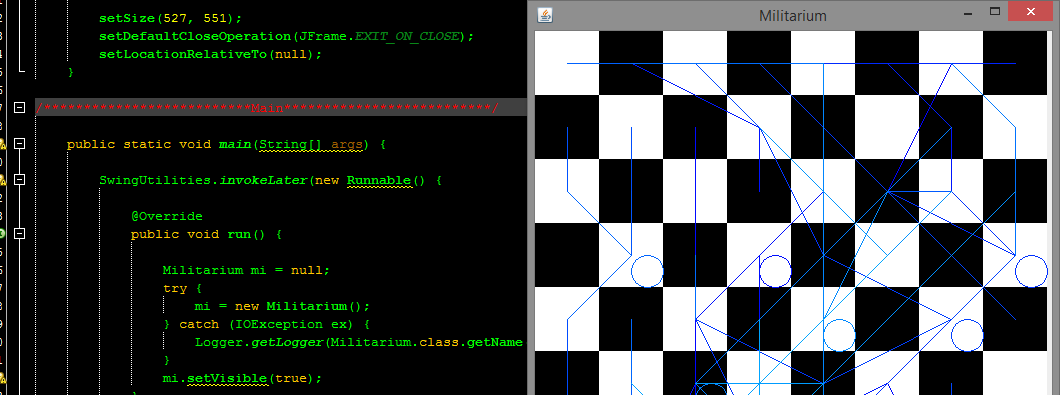 setSize(527, 551);
setDefaultCloseOperation(JFrame.EXIT_ON_CLOSE);
setLocationRelativeTo(null);
}
/**************************Main**************************/
public static void main(String[] args) {
SwingUtilities.invokeLater(new Runnable() {
@Override
public void run() {
Militarium mi = null;
try {
mi = new Militarium();
} catch (IOException ex) {
Logger.getLogger(Militarium.class.getName
}
mi.setVisible(true);
Militarium